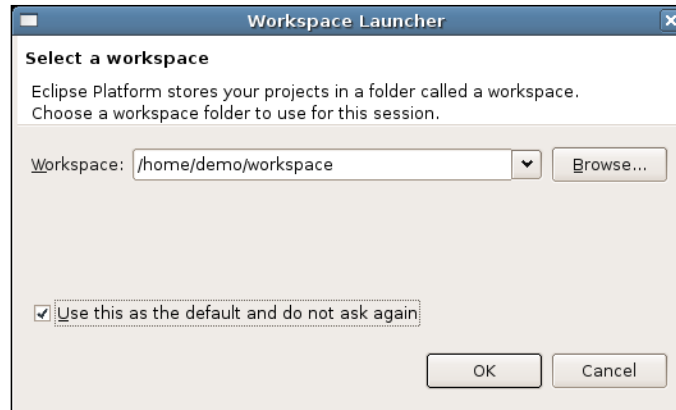 Workspace Launcher
Select a workspace
Eclipse Platform stores your projects in a folder called a workspace.
Choose a workspace folder to use for this session.
Workspace: /home/demo/workspace Browse...
Use this as the default and do not ask again
OK Cancel